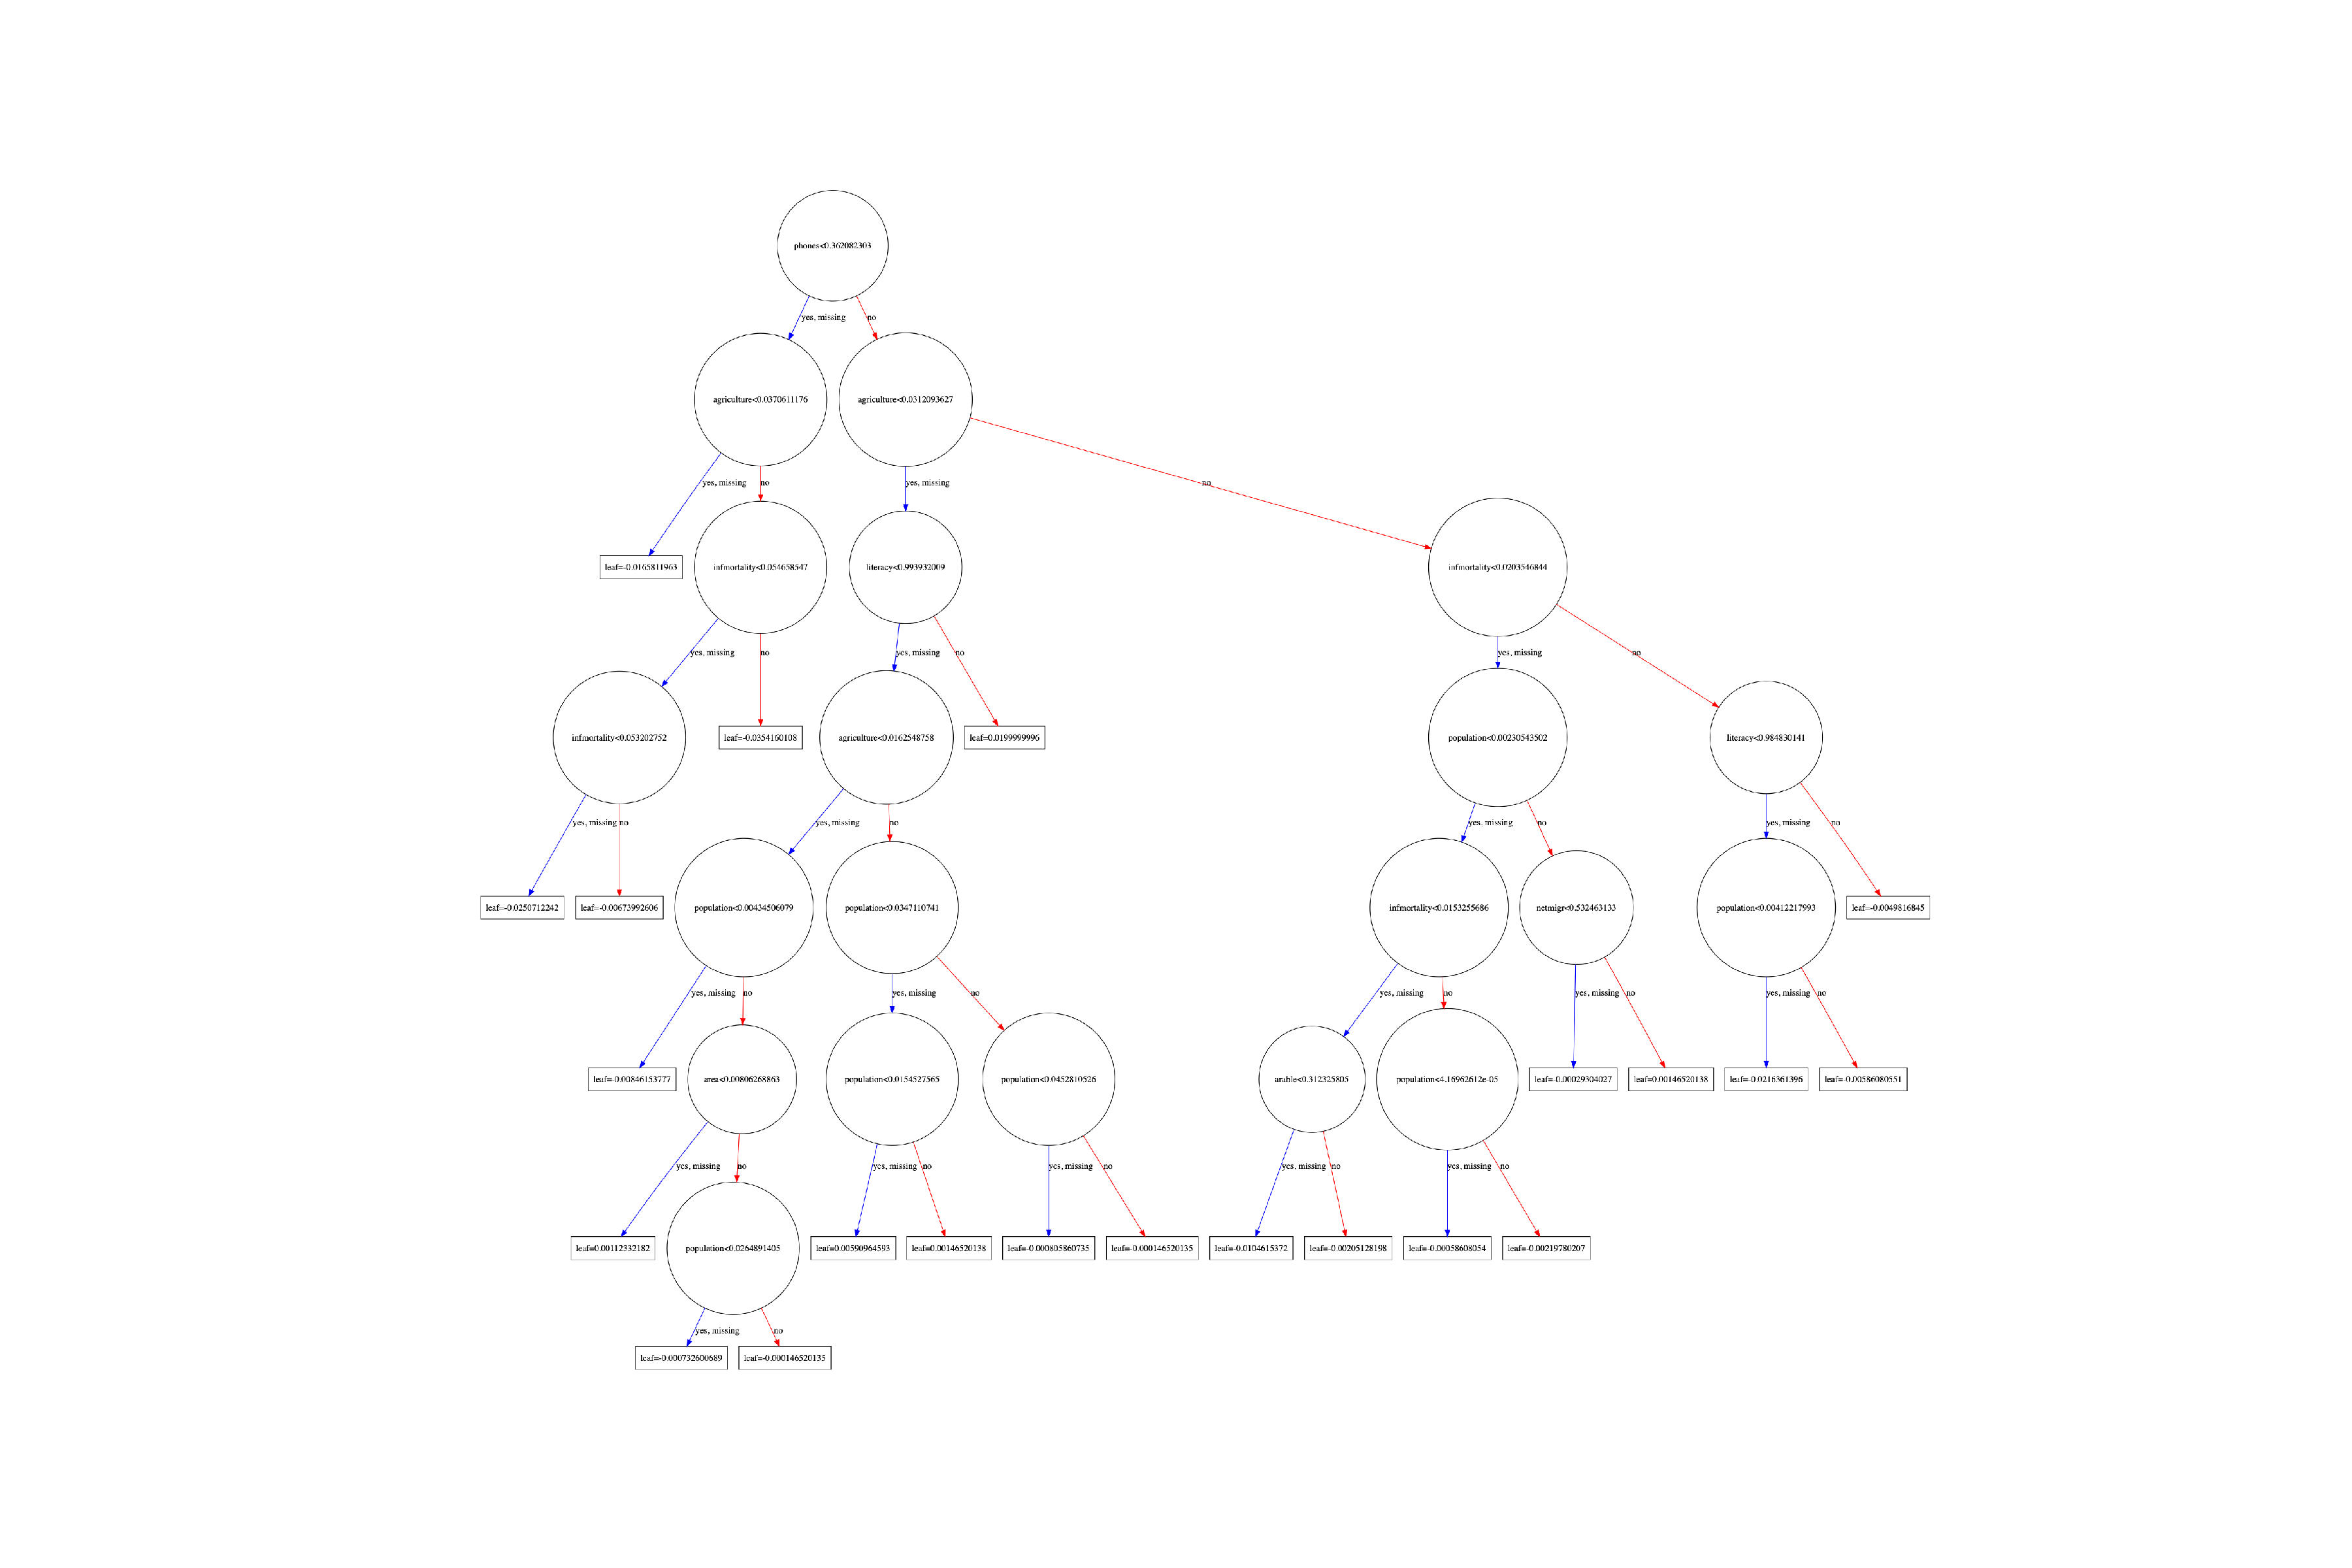 phones<0.362082303
yes, missing
no
agriculture<0.0370611176
agriculture<0.0312093627
yes, missing
no
yes, missing
no
leaf=-0.0165811963
infmortality<0.054658547
literacy<0.993932009
infmortality<0.0203546844
yes, missing
no
yes, missing
no
yes, missing
no
infmortality<0.053202752
leaf=-0.0354160108
agriculture<0.0162548758
leaf=0.0199999996
population<0.00230543502
literacy<0.984830141
yes, missing
no
yes, missing
no
yes, missing
no
yes, missing
no
leaf=-0.0250712242
leaf=-0.00673992606
population<0.00434506079
population<0.0347110741
infmortality<0.0153255686
netmigr<0.532463133
population<0.00412217993
leaf=-0.0049816845
yes, missing
no
yes, missing
no
yes, missing
no
yes, missing
no
yes, missing
no
leaf=-0.00846153777
area<0.00806268863
population<0.0154527565
population<0.0452810526
arable<0.312325805
population<4.16962612e-05
leaf=-0.00029304027
leaf=0.00146520138
leaf=-0.0216361396
leaf=-0.00586080551
yes, missing
no
yes, missing
no
yes, missing
no
yes, missing
no
yes, missing
no
leaf=0.00112332182
population<0.0264891405
leaf=0.00590964593
leaf=0.00146520138
leaf=-0.000805860735
leaf=-0.000146520135
leaf=-0.0104615372
leaf=-0.00205128198
leaf=-0.00058608054
leaf=-0.00219780207
yes, missing
no
leaf=-0.000732600689
leaf=-0.000146520135